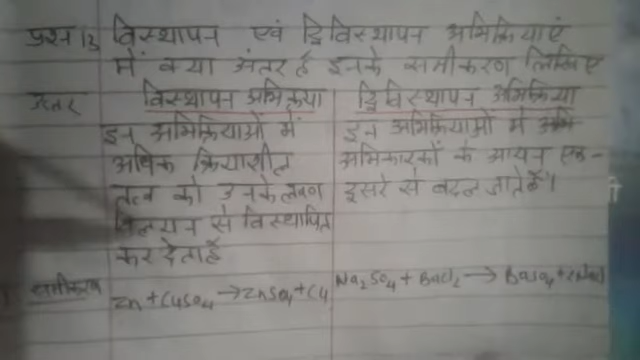 प्रश्न 13 विस्थापन एवं द्विविस्थापन अभिक्रियाएं
में क्या अंतर है इनके समीकरण लिखिए
उत्तर विस्थापन अभिक्रिया द्विविस्थापन अभिक्रिया
इन अभिक्रियाओं में इन अभिक्रियाओं में
अधिक क्रियाशील अभिकारकों के आयन एक-
तत्व को उनके लवण दूसरे से बदल जाते हैं।
विलयन से विस्थापित
कर देता है
समीकरण Zn + CuSO4 → ZnSO4 + Cu Na2SO4 + BaCl2 → BaSO4 +